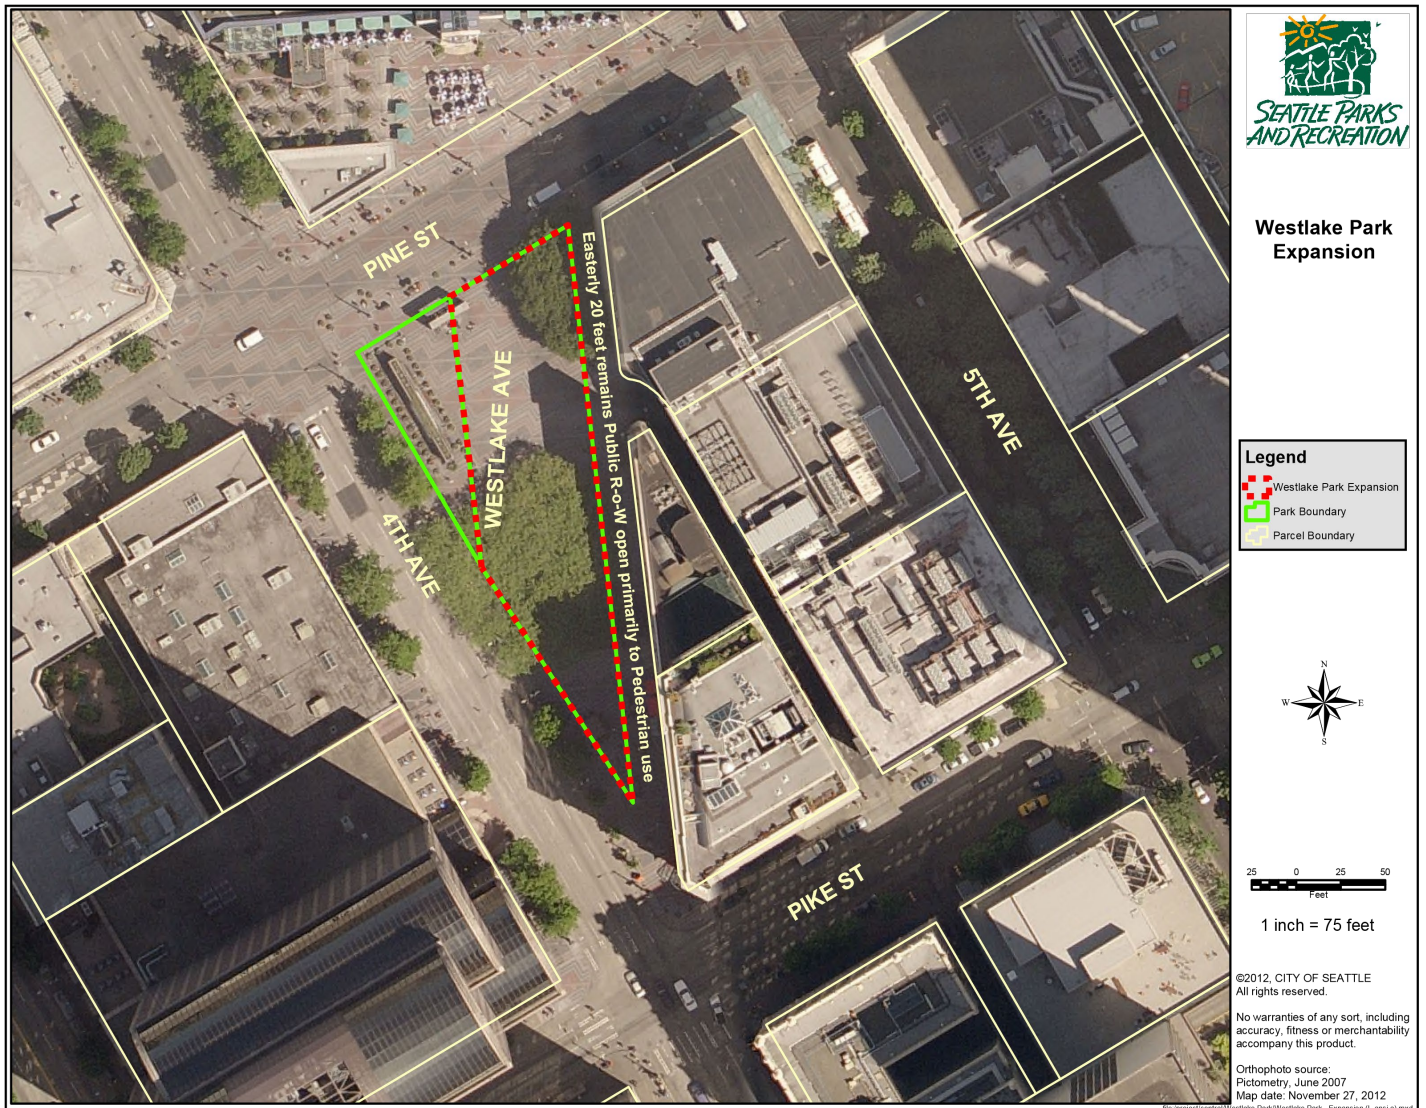 SEATTLE PARKS
AND RECREATION
Westlake Park
Expansion
PINE ST
WESTLAKE AVE
4TH AVE
5TH AVE
PIKE ST
Easterly 20 feet remains Public R-o-W open primarily to Pedestrian use
Legend
Westlake Park Expansion
Park Boundary
Parcel Boundary
N
W
E
S
25 0 25 50
Feet
1 inch = 75 feet
©2012, CITY OF SEATTLE
All rights reserved.
No warranties of any sort, including
accuracy, fitness or merchantability
accompany this product.
Orthophoto source:
Pictometry, June 2007
Map date: November 27, 2012